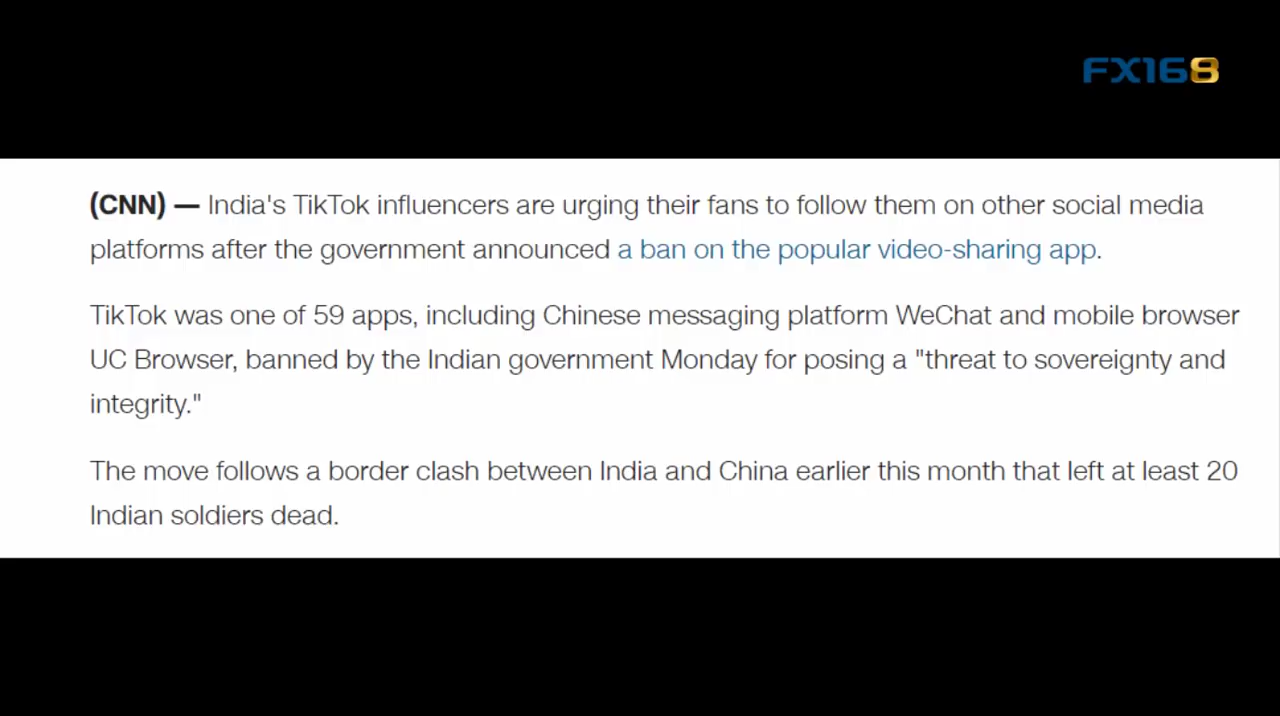 FX168
(CNN) — India's TikTok influencers are urging their fans to follow them on other social media
platforms after the government announced a ban on the popular video-sharing app.
TikTok was one of 59 apps, including Chinese messaging platform WeChat and mobile browser
UC Browser, banned by the Indian government Monday for posing a "threat to sovereignty and
integrity."
The move follows a border clash between India and China earlier this month that left at least 20
Indian soldiers dead.